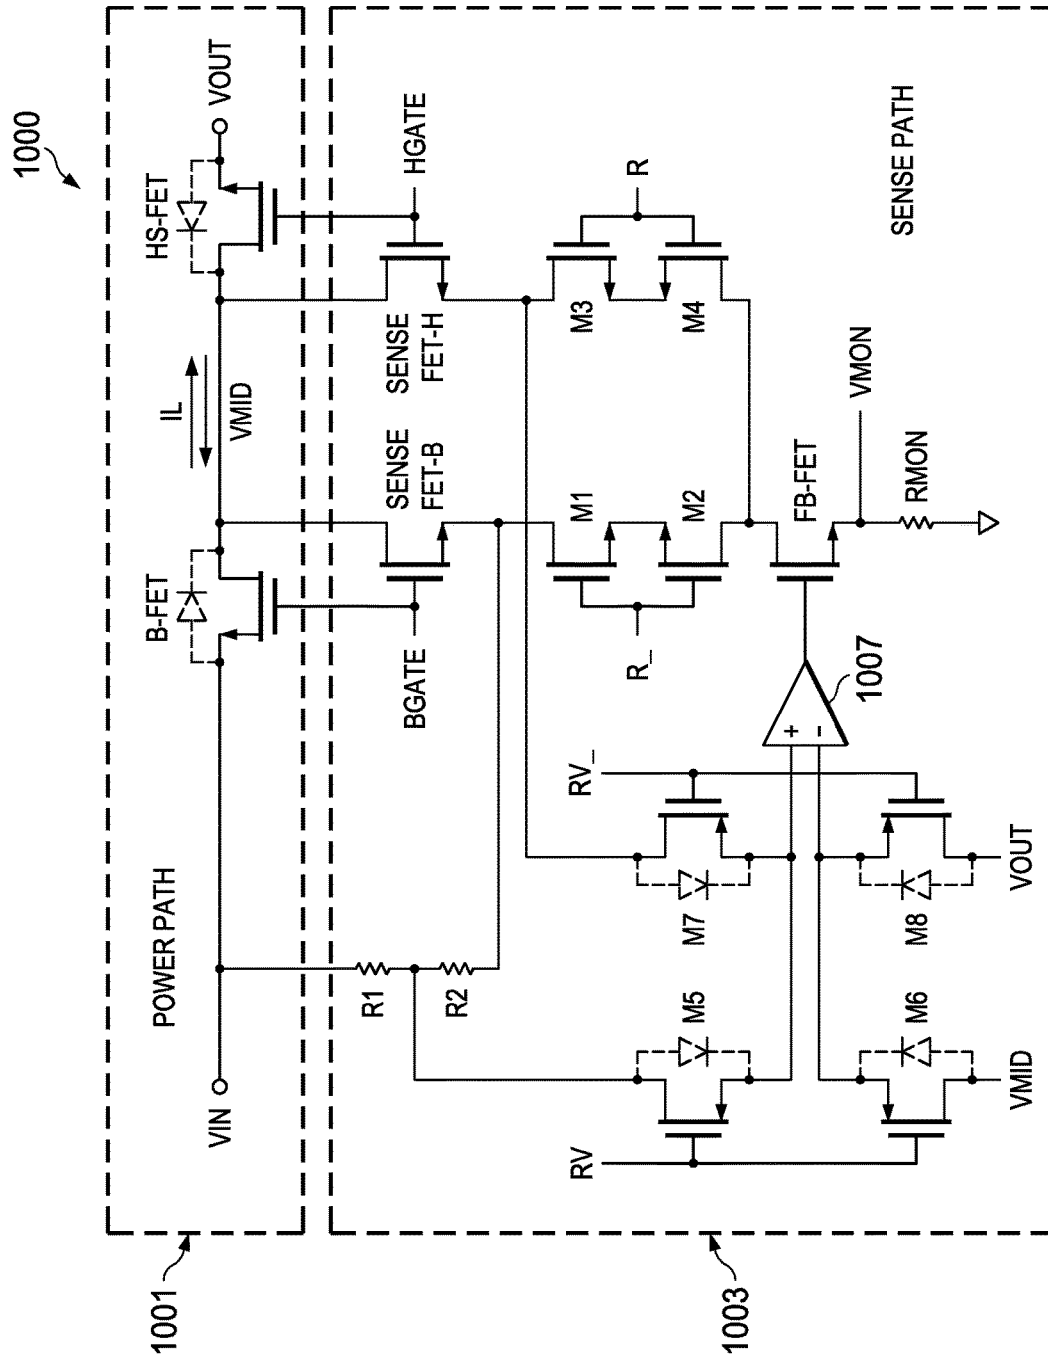 1000
1001
POWER PATH
VIN
B-FET
IL
VMID
HS-FET
VOUT
1003
R1
R2
BGATE
SENSE
FET-B
SENSE
FET-H
HGATE
R_
M1
M2
M3
M4
R
RV
M5
M6
VMID
M7
M8
VOUT
RV_
+
-
1007
FB-FET
VMON
RMON
SENSE PATH